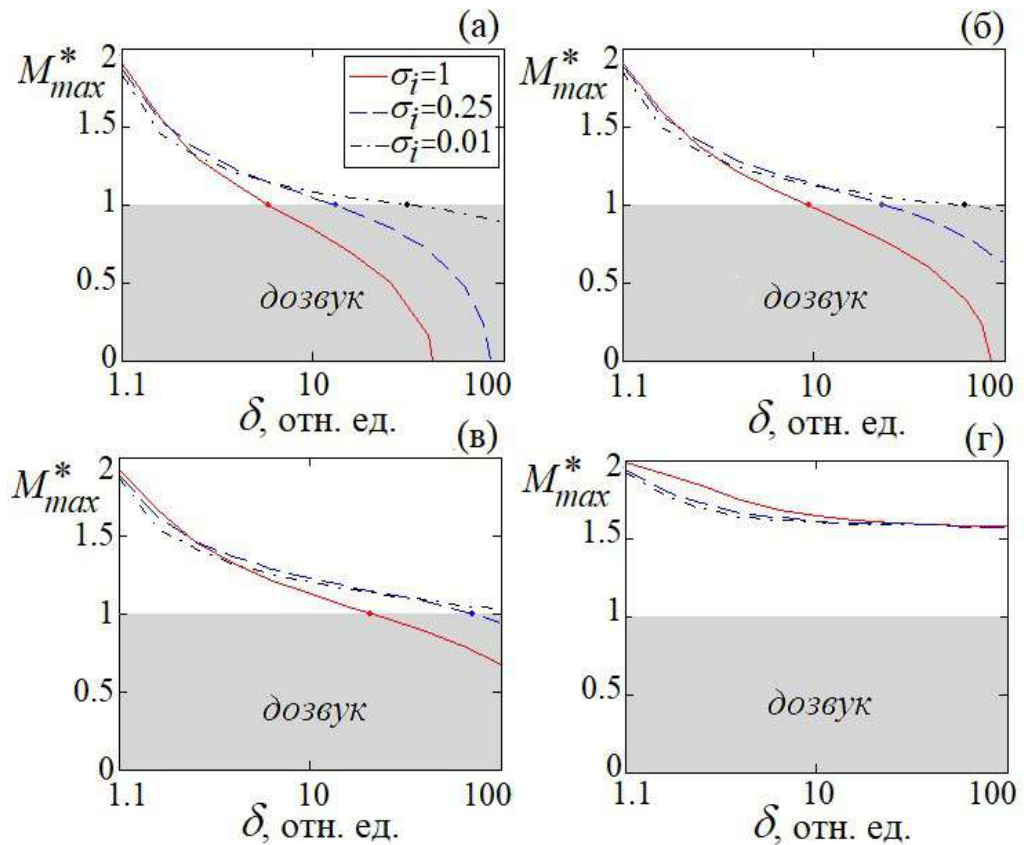 (а)
M*max
2
1.5
1
0.5
0
σi=1
σi=0.25
σi=0.01
дозвук
1.1 10 100
δ, отн. ед.
(б)
M*max
2
1.5
1
0.5
0
дозвук
1.1 10 100
δ, отн. ед.
(в)
M*max
2
1.5
1
0.5
0
дозвук
1.1 10 100
δ, отн. ед.
(г)
M*max
2
1.5
1
0.5
0
дозвук
1.1 10 100
δ, отн. ед.